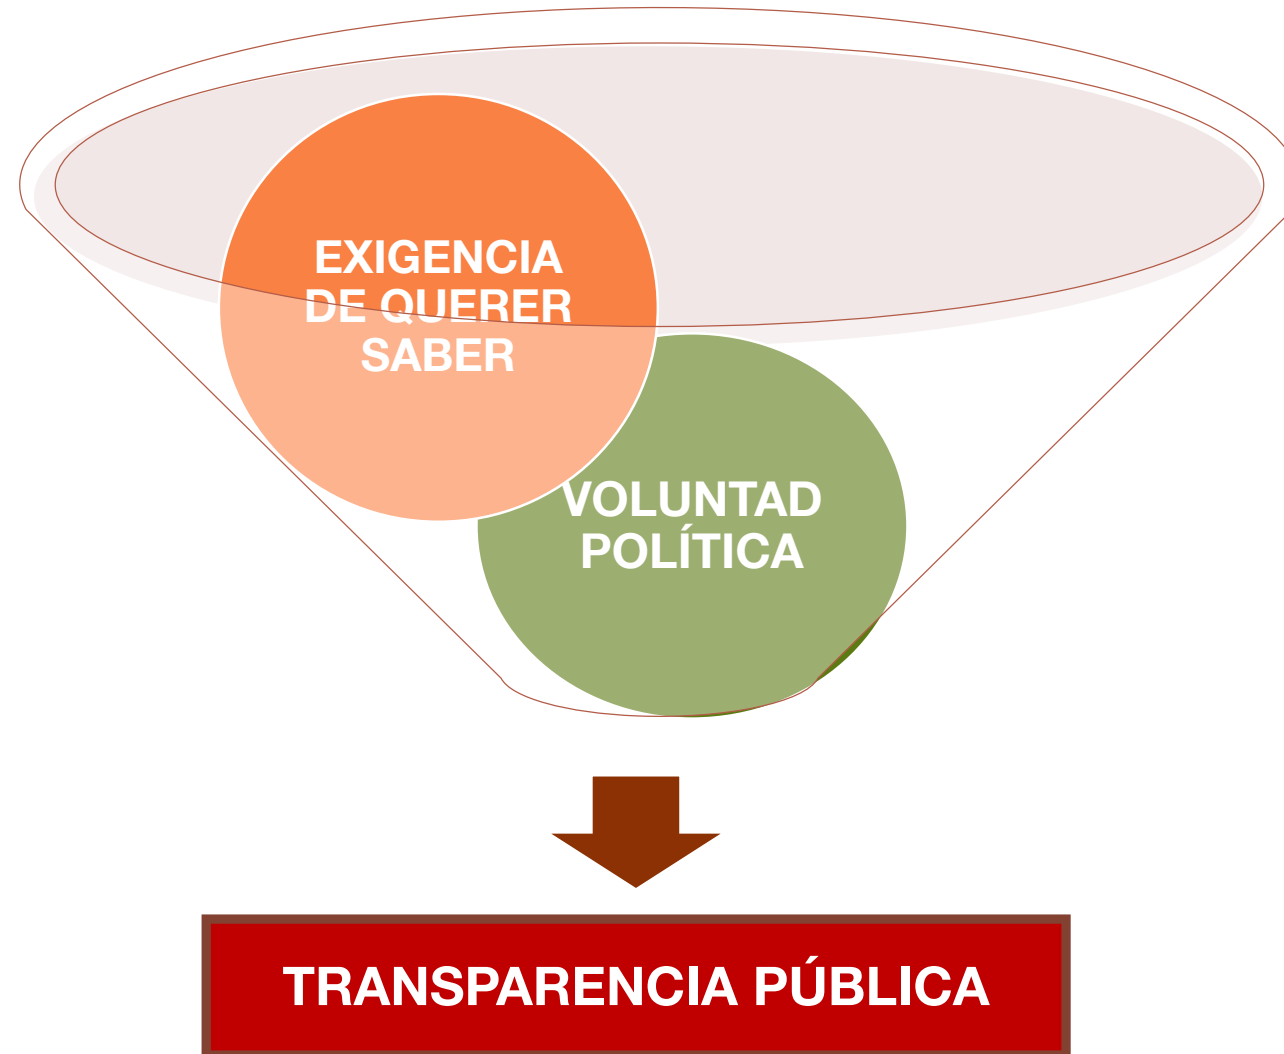 EXIGENCIA
DE QUERER
SABER
VOLUNTAD
POLÍTICA
TRANSPARENCIA PÚBLICA